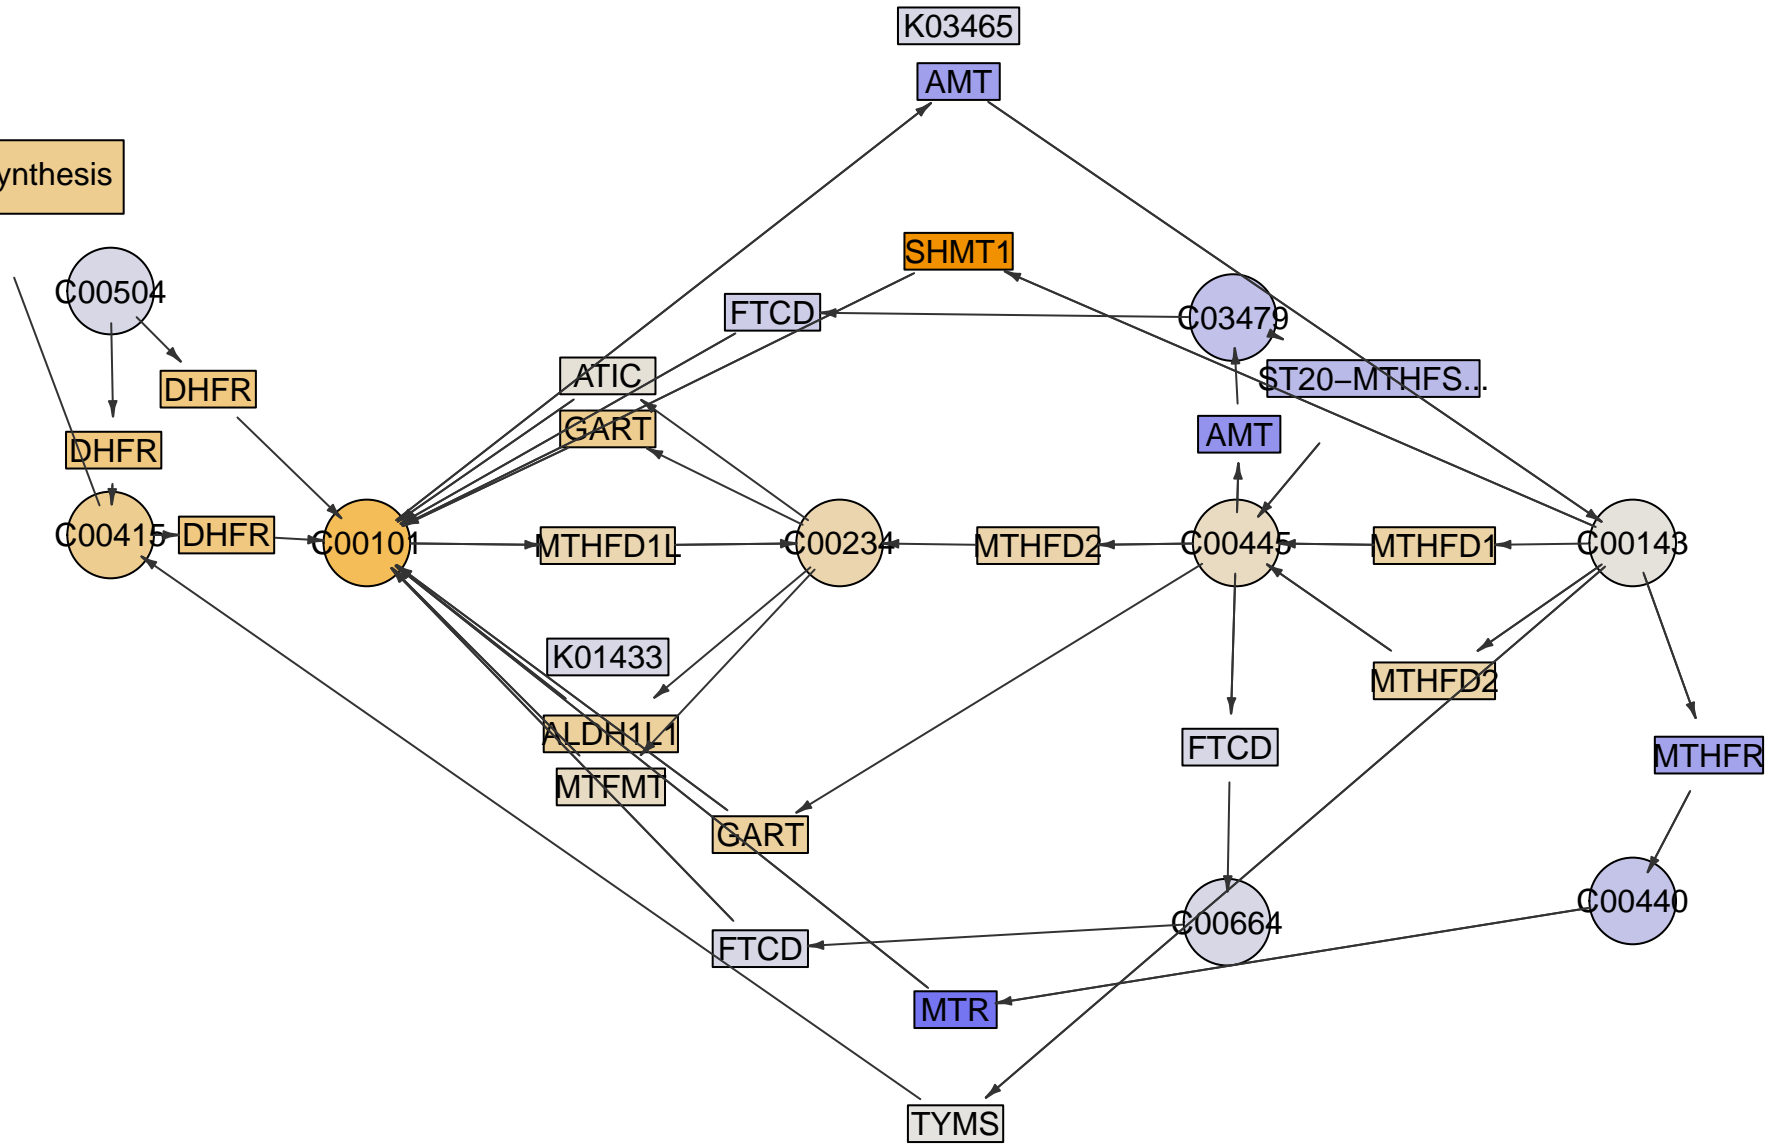 K03465
AMT
ynthesis
SHMT1
C00504
FTCD
C03479
ATIC
ST20−MTHFS...
DHFR
GART
AMT
DHFR
C00415
DHFR
C00101
MTHFD1L
C00234
MTHFD2
C00445
MTHFD1
C00143
K01433
MTHFD2
ALDH1L1
FTCD
MTHFR
MTFMT
GART
C00440
C00664
FTCD
MTR
TYMS